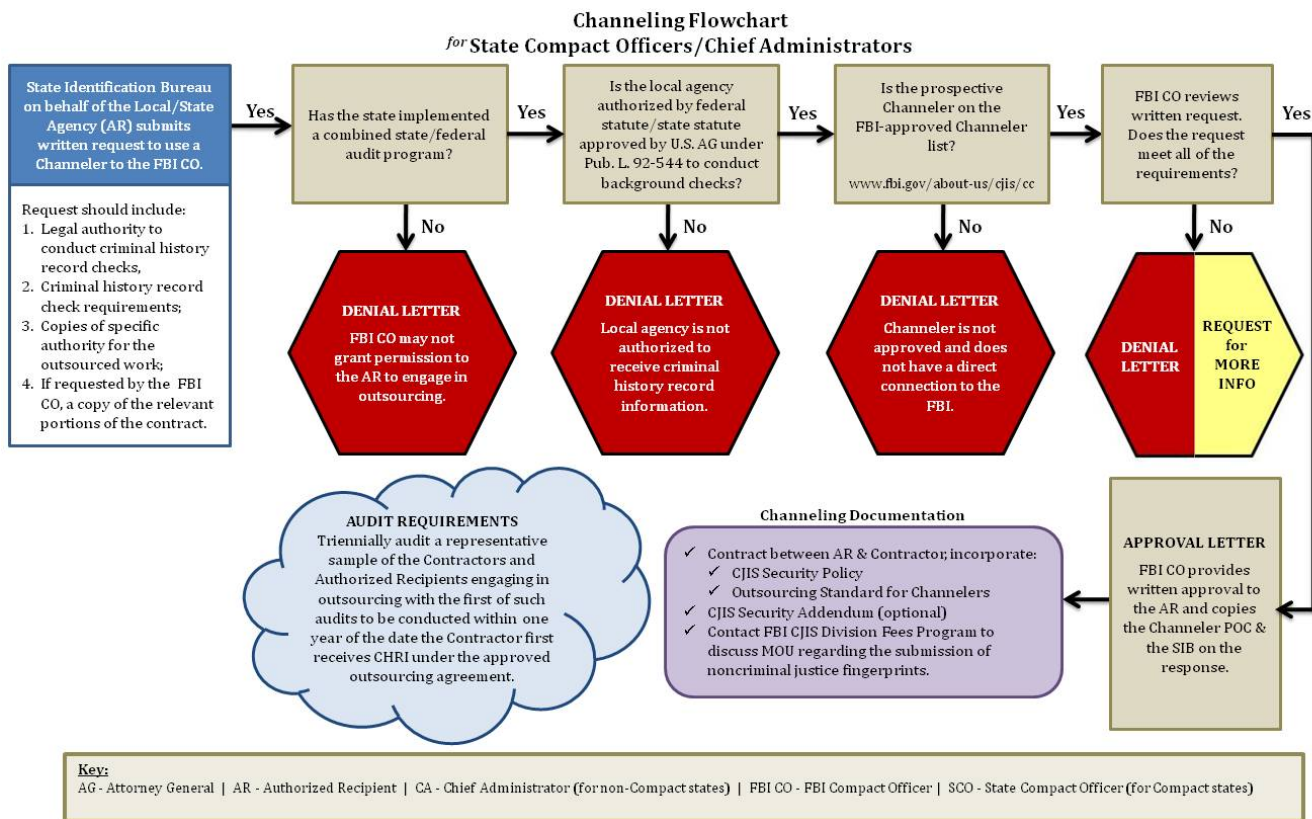 Channeling Flowchart
for State Compact Officers/Chief Administrators
State Identification Bureau
on behalf of the Local/State
Agency (AR) submits
written request to use a
Channeler to the FBI CO.
Request should include:
1. Legal authority to
conduct criminal history
record checks,
2. Criminal history record
check requirements;
3. Copies of specific
authority for the
outsourced work;
4. If requested by the FBI
CO, a copy of the relevant
portions of the contract.
Yes
Has the state implemented
a combined state/federal
audit program?
Yes
Is the local agency
authorized by federal
statute/state statute
approved by U.S. AG under
Pub. L. 92-544 to conduct
background checks?
Yes
Is the prospective
Channeler on the
FBI-approved Channeler
list?
www.fbi.gov/about-us/cjis/cc
Yes
FBI CO reviews
written request.
Does the request
meet all of the
requirements?
Yes
No
No
No
No
DENIAL LETTER
FBI CO may not
grant permission to
the AR to engage in
outsourcing.
DENIAL LETTER
Local agency is not
authorized to
receive criminal
history record
information.
DENIAL LETTER
Channeler is not
approved and does
not have a direct
connection to the
FBI.
DENIAL
LETTER
REQUEST
for
MORE
INFO
AUDIT REQUIREMENTS
Triennially audit a representative
sample of the Contractors and
Authorized Recipients engaging in
outsourcing with the first of such
audits to be conducted within one
year of the date the Contractor first
receives CHRI under the approved
outsourcing agreement.
Channeling Documentation
✓ Contract between AR & Contractor; incorporate:
✓ CJIS Security Policy
✓ Outsourcing Standard for Channelers
✓ CJIS Security Addendum (optional)
✓ Contact FBI CJIS Division Fees Program to
discuss MOU regarding the submission of
noncriminal justice fingerprints.
APPROVAL LETTER
FBI CO provides
written approval to
the AR and copies
the Channeler POC &
the SIB on the
response.
Key:
AG - Attorney General | AR - Authorized Recipient | CA - Chief Administrator (for non-Compact states) | FBI CO - FBI Compact Officer | SCO - State Compact Officer (for Compact states)